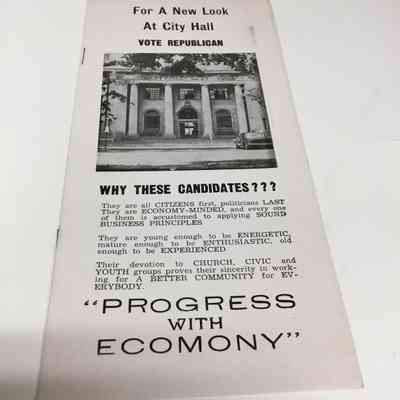 For A New Look
At City Hall
VOTE REPUBLICAN
WHY THESE CANDIDATES???
They are all CITIZENS first, politicians LAST
They are ECONOMY-MINDED, and every one
of them is accustomed to applying SOUND
BUSINESS PRINCIPLES
They are young enough to be ENERGETIC,
mature enough to be ENTHUSIASTIC, old
enough to be EXPERIENCED
Their devotion to CHURCH, CIVIC and
YOUTH groups proves their sincerity in work-
ing for A BETTER COMMUNITY for EV-
ERYBODY.
"PROGRESS
WITH
ECOMONY"